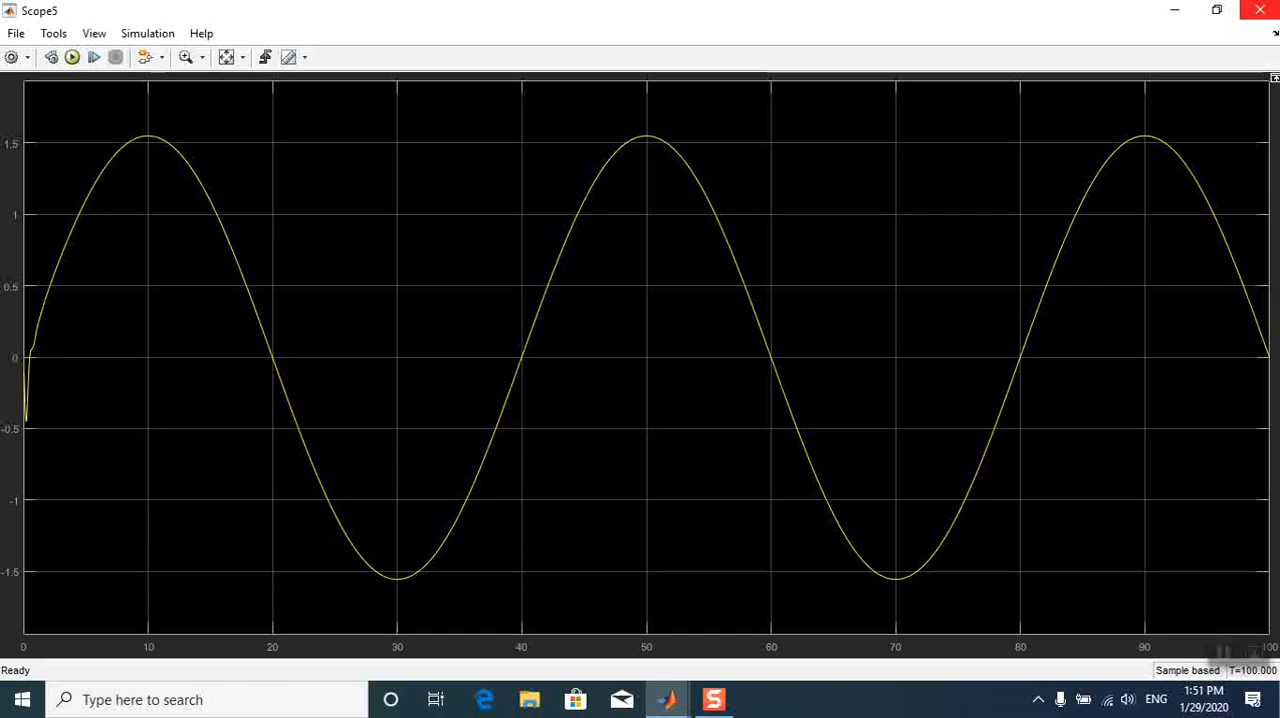 Scope5
File Tools View Simulation Help
1.5
1
0.5
0
-0.5
-1
-1.5
0 10 20 30 40 50 60 70 80 90 100
Ready
Sample based T=100.000
Type here to search
S
ENG
1:51 PM
1/29/2020